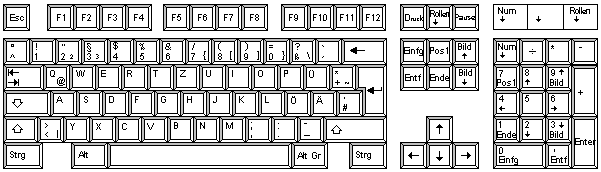 Esc F1 F2 F3 F4 F5 F6 F7 F8 F9 F10 F11 F12 Druck Rollen ↓ Pause Num ↓ ↓ Rollen ↓
° ^ ! 1 " 2 ² § 3 ³ $ 4 % 5 & 6 / 7 { ( 8 [ ) 9 ] = 0 } ? ß \ ` ´ ← Einfg Pos1 Bild ↑ Num ↓ ÷ * -
Q @ W E R T Z U I O P Ü * + ~ Entf Ende Bild ↓ 7 Pos1 8 ↑ 9 ↑ Bild +
A S D F G H J K L Ö Ä ' # 4 ← 5 6 →
> < | Y X C V B N M ; , : . _ - ↑ 1 Ende 2 ↓ 3 ↓ Bild Enter
Strg Alt Alt Gr Strg ← ↓ → 0 Einfg , Entf